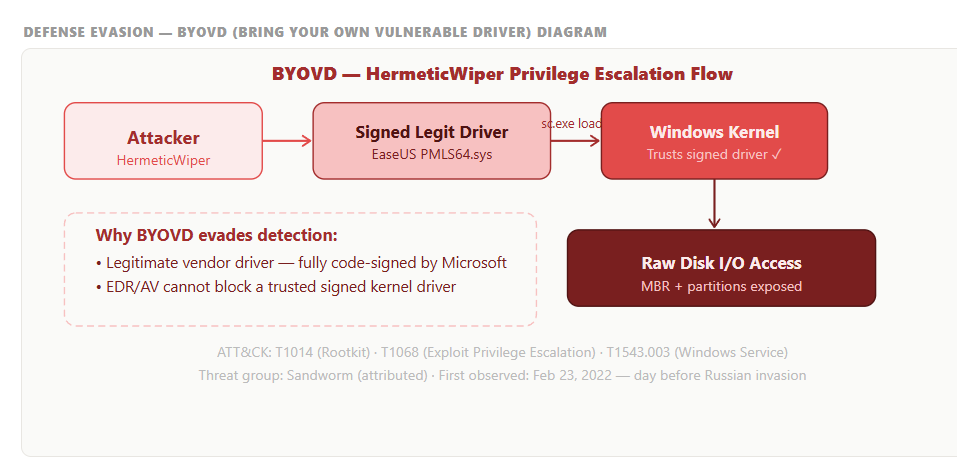 DEFENSE EVASION — BYOVD (BRING YOUR OWN VULNERABLE DRIVER) DIAGRAM
BYOVD — HermeticWiper Privilege Escalation Flow
Attacker
HermeticWiper
Signed Legit Driver
EaseUS PMLS64.sys
sc.exe load
Windows Kernel
Trusts signed driver ✓
Why BYOVD evades detection:
• Legitimate vendor driver — fully code-signed by Microsoft
• EDR/AV cannot block a trusted signed kernel driver
Raw Disk I/O Access
MBR + partitions exposed
ATT&CK: T1014 (Rootkit) · T1068 (Exploit Privilege Escalation) · T1543.003 (Windows Service)
Threat group: Sandworm (attributed) · First observed: Feb 23, 2022 — day before Russian invasion